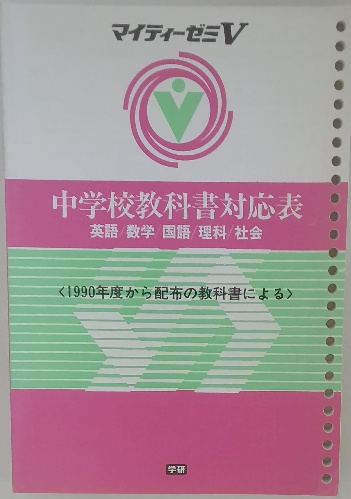 マイティーゼミV
中学校教科書対応表
英語/数学 国語/理科/社会
〈1990年度から配布の教科書による〉
学研